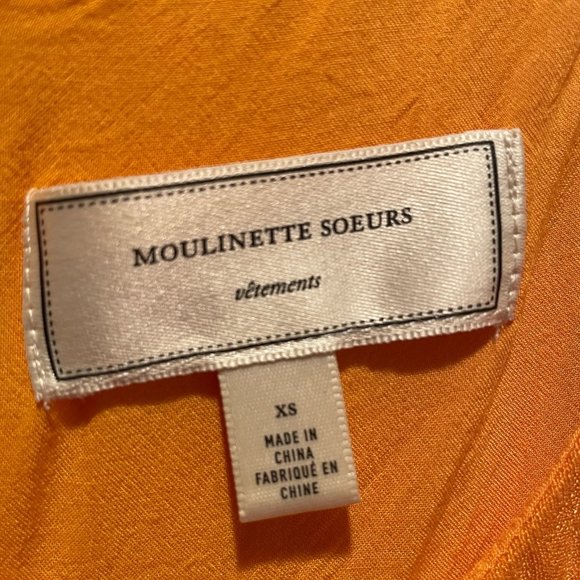 MOULINETTE SOEURS
vêtements
XS
MADE IN
CHINA
FABRIQUÉ EN
CHINE